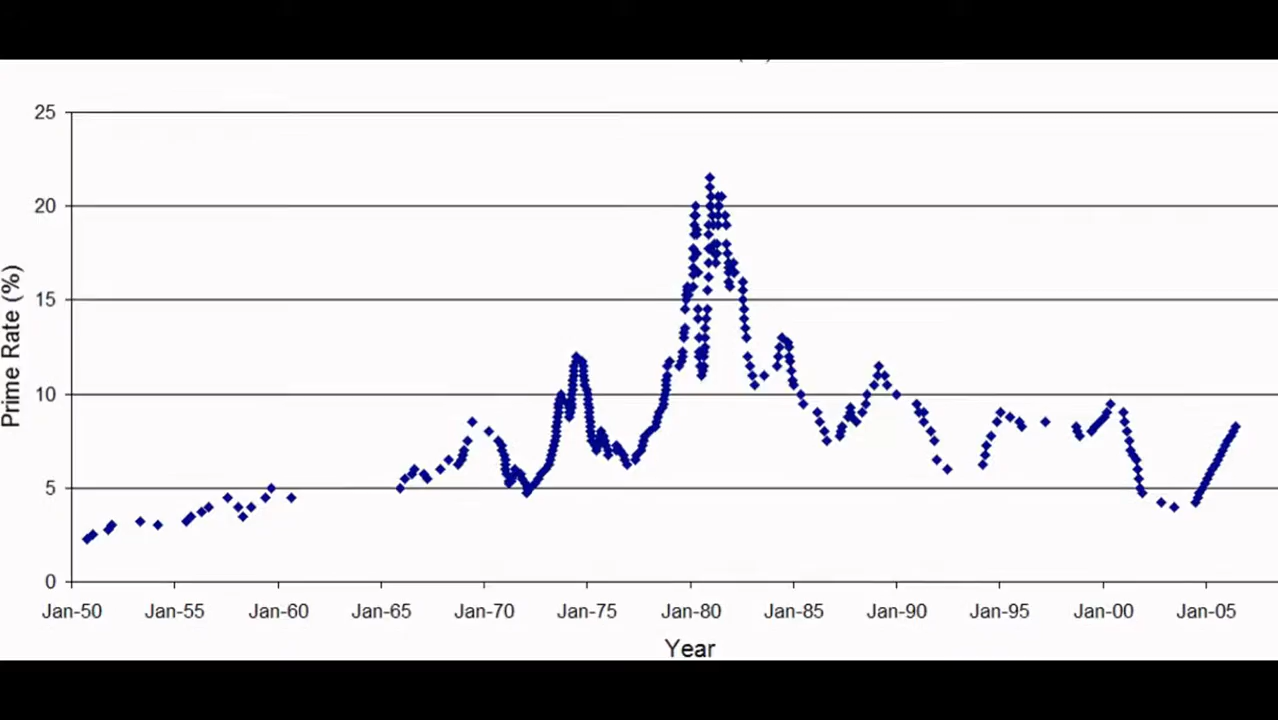 25
20
15
10
5
0
Prime Rate (%)
Jan-50 Jan-55 Jan-60 Jan-65 Jan-70 Jan-75 Jan-80 Jan-85 Jan-90 Jan-95 Jan-00 Jan-05
Year